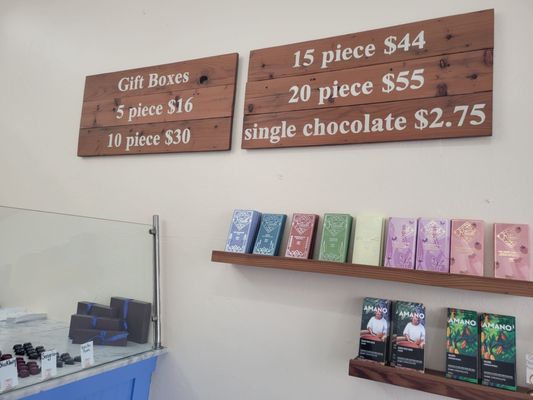 Gift Boxes
5 piece $16
10 piece $30
15 piece $44
20 piece $55
single chocolate $2.75
AMANO
AMANO
AMANO
AMANO